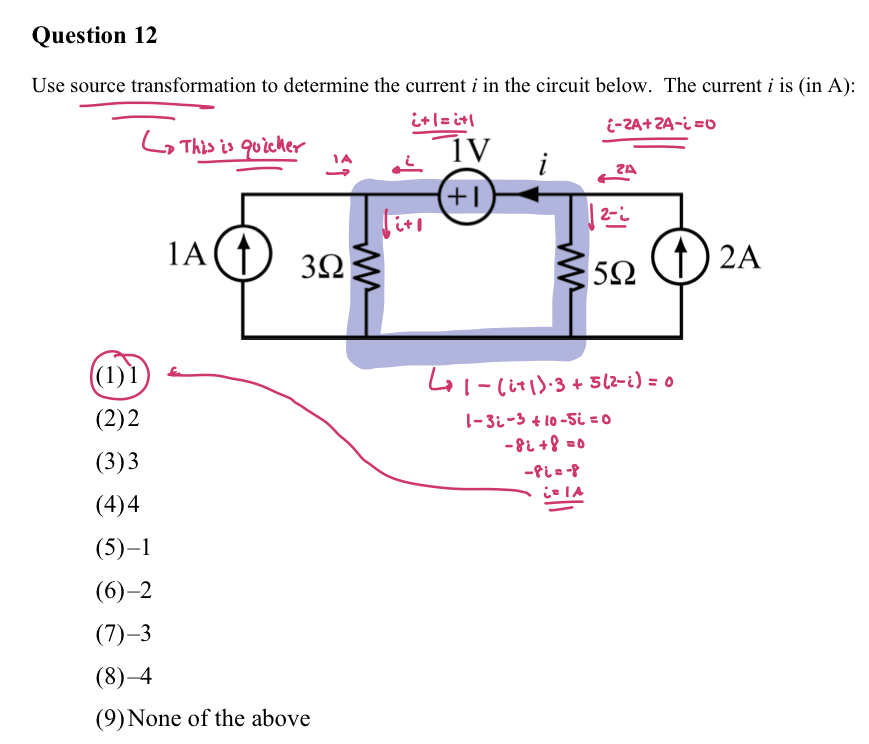 Question 12
Use source transformation to determine the current i in the circuit below. The current i is (in A):
↳ This is quicker
i+1=i+1
i-2A+2A-i=0
1A
i
1V
i
2A
+|
i+1
2-i
1A
3Ω
5Ω
2A
(1)1
1-(i+1)·3+5(2-i)=0
(2)2
1-3i-3+10-5i=0
-8i+8=0
(3)3
-8i=-8
i=1A
(4)4
(5)–1
(6)–2
(7)–3
(8)–4
(9)None of the above